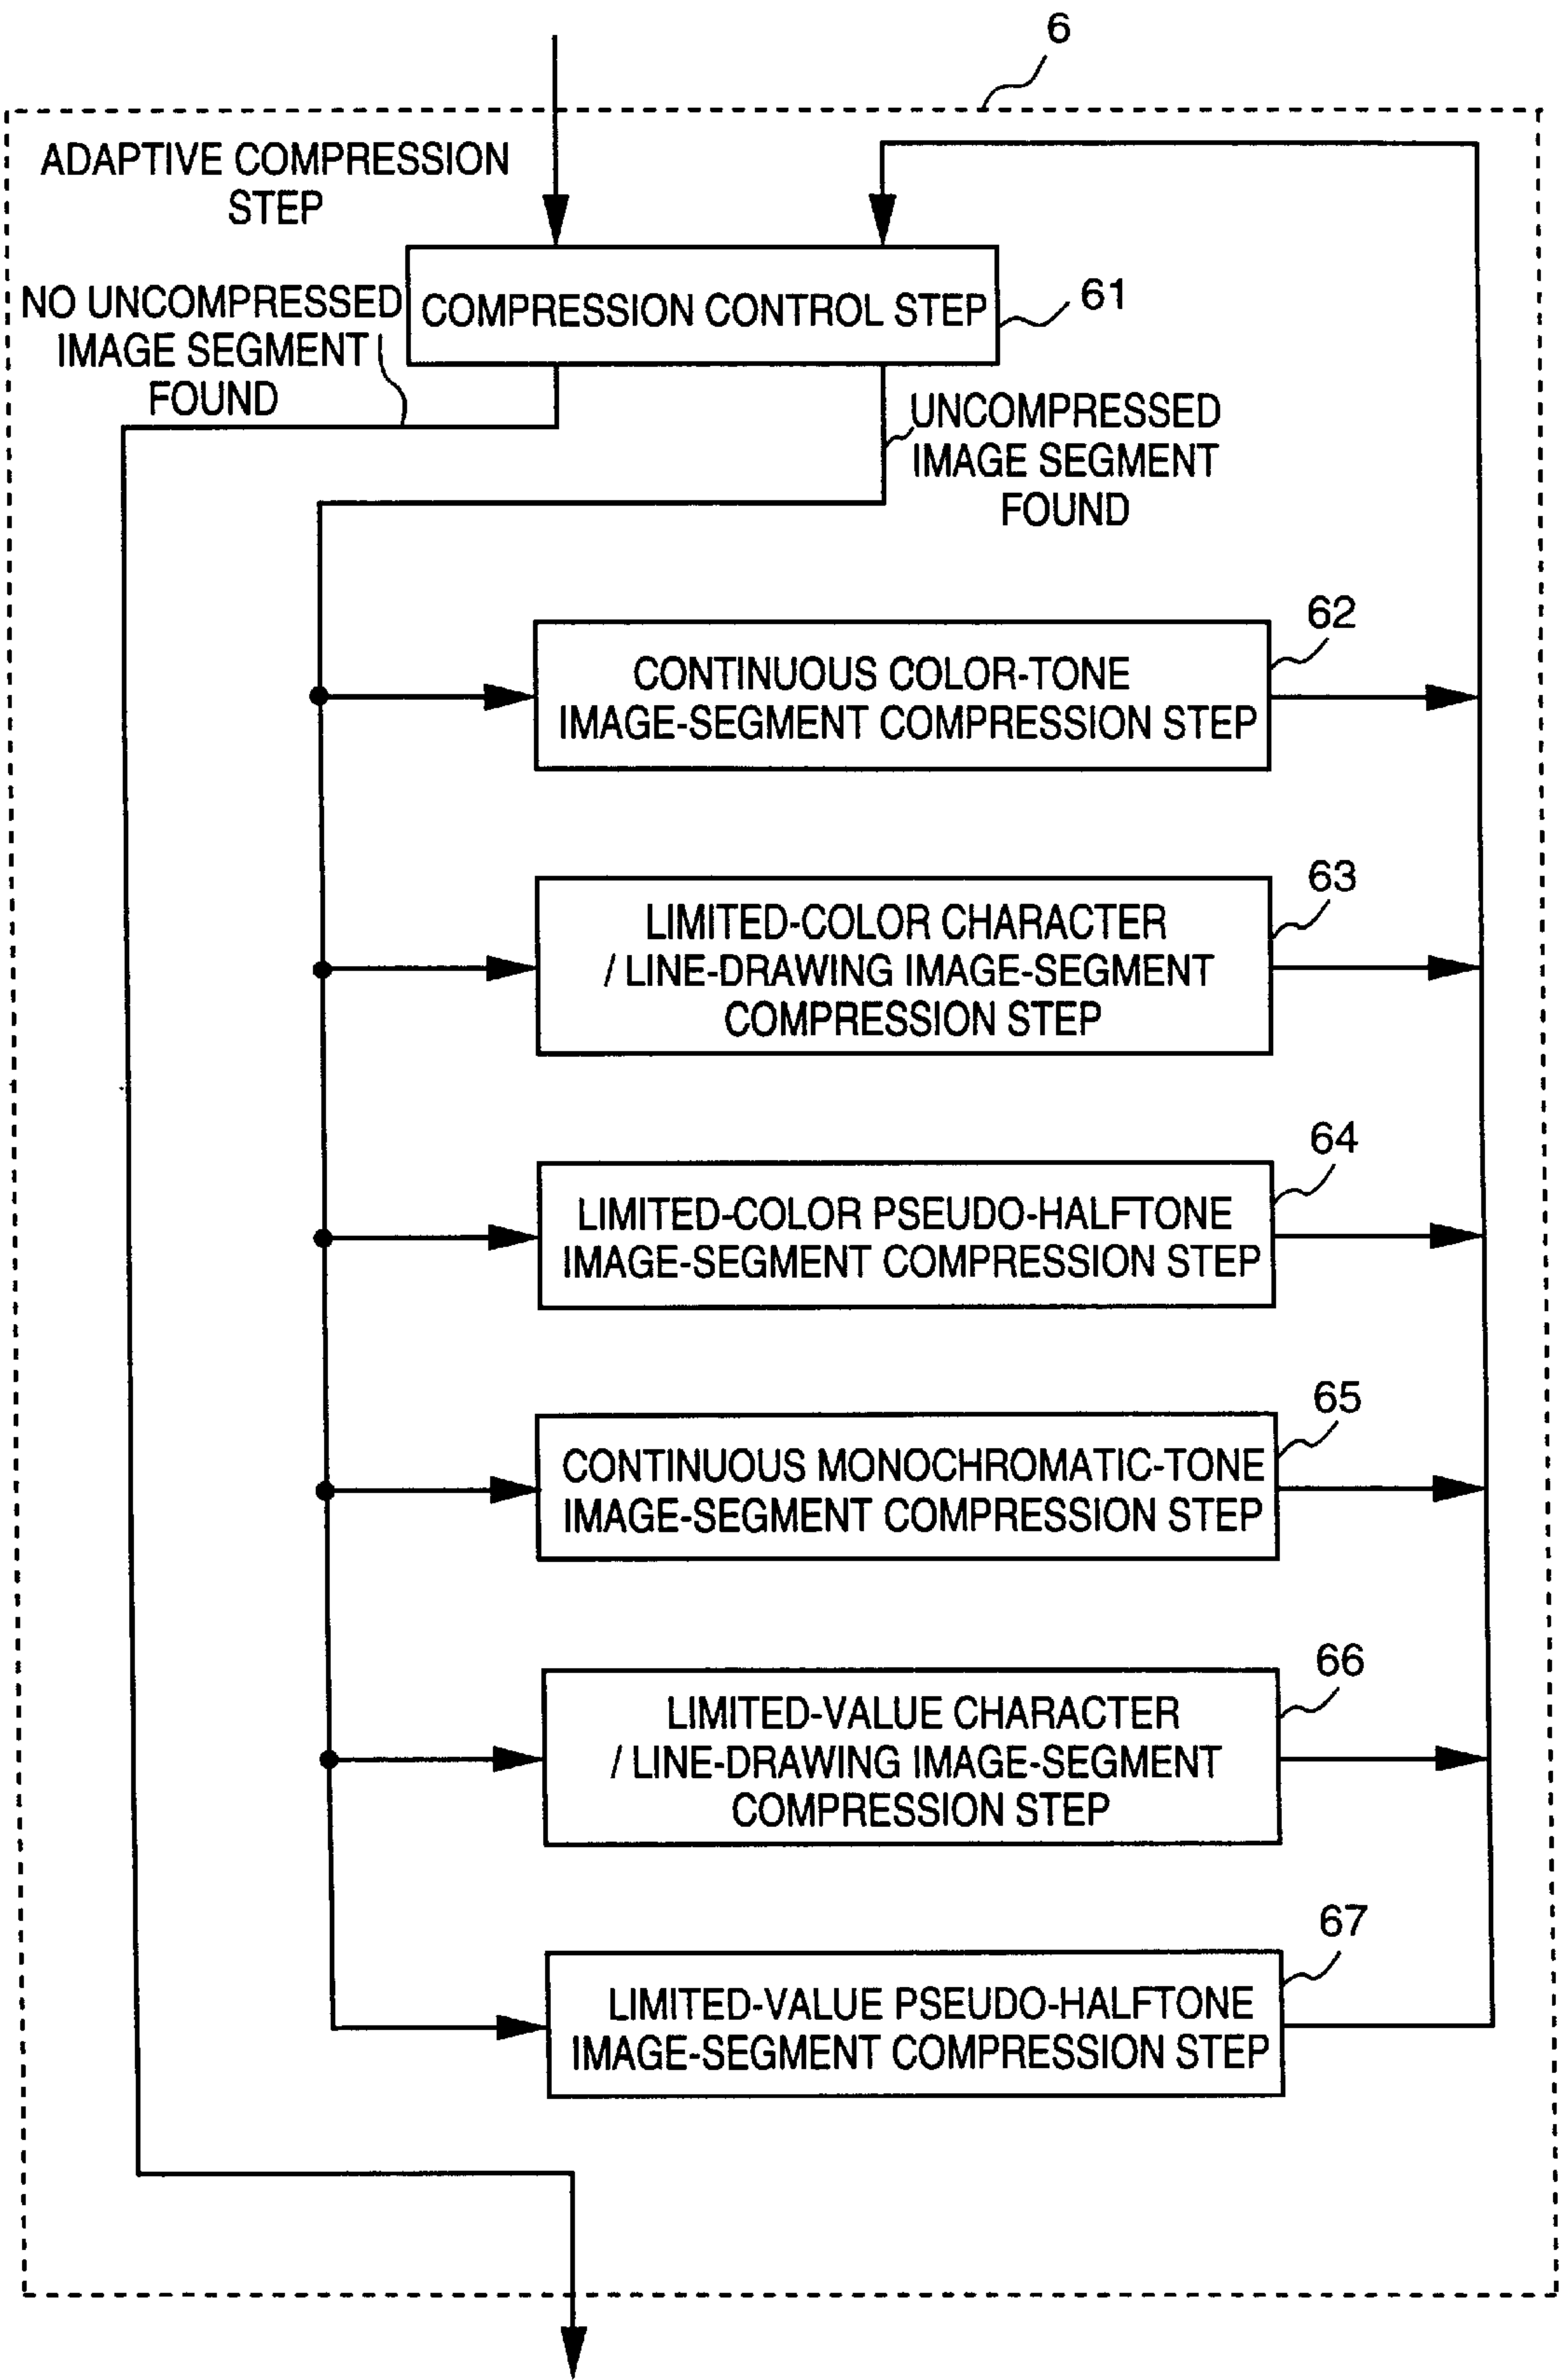 6
ADAPTIVE COMPRESSION
STEP
COMPRESSION CONTROL STEP
61
NO UNCOMPRESSED
IMAGE SEGMENT
FOUND
UNCOMPRESSED
IMAGE SEGMENT
FOUND
62
CONTINUOUS COLOR-TONE
IMAGE-SEGMENT COMPRESSION STEP
63
LIMITED-COLOR CHARACTER
/ LINE-DRAWING IMAGE-SEGMENT
COMPRESSION STEP
64
LIMITED-COLOR PSEUDO-HALFTONE
IMAGE-SEGMENT COMPRESSION STEP
65
CONTINUOUS MONOCHROMATIC-TONE
IMAGE-SEGMENT COMPRESSION STEP
66
LIMITED-VALUE CHARACTER
/ LINE-DRAWING IMAGE-SEGMENT
COMPRESSION STEP
67
LIMITED-VALUE PSEUDO-HALFTONE
IMAGE-SEGMENT COMPRESSION STEP